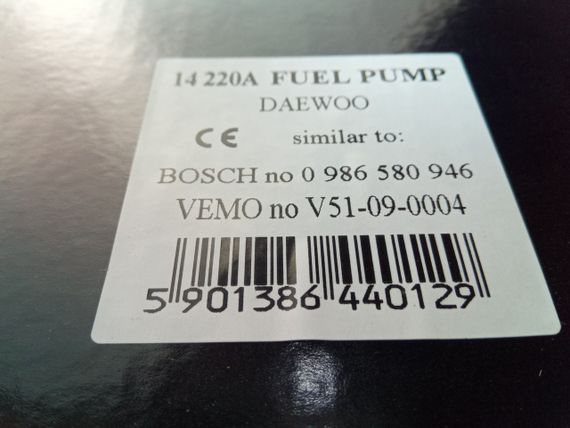 14 220A FUEL PUMP
DAEWOO
CE similar to:
BOSCH no 0 986 580 946
VEMO no V51-09-0004
5 901386 440129